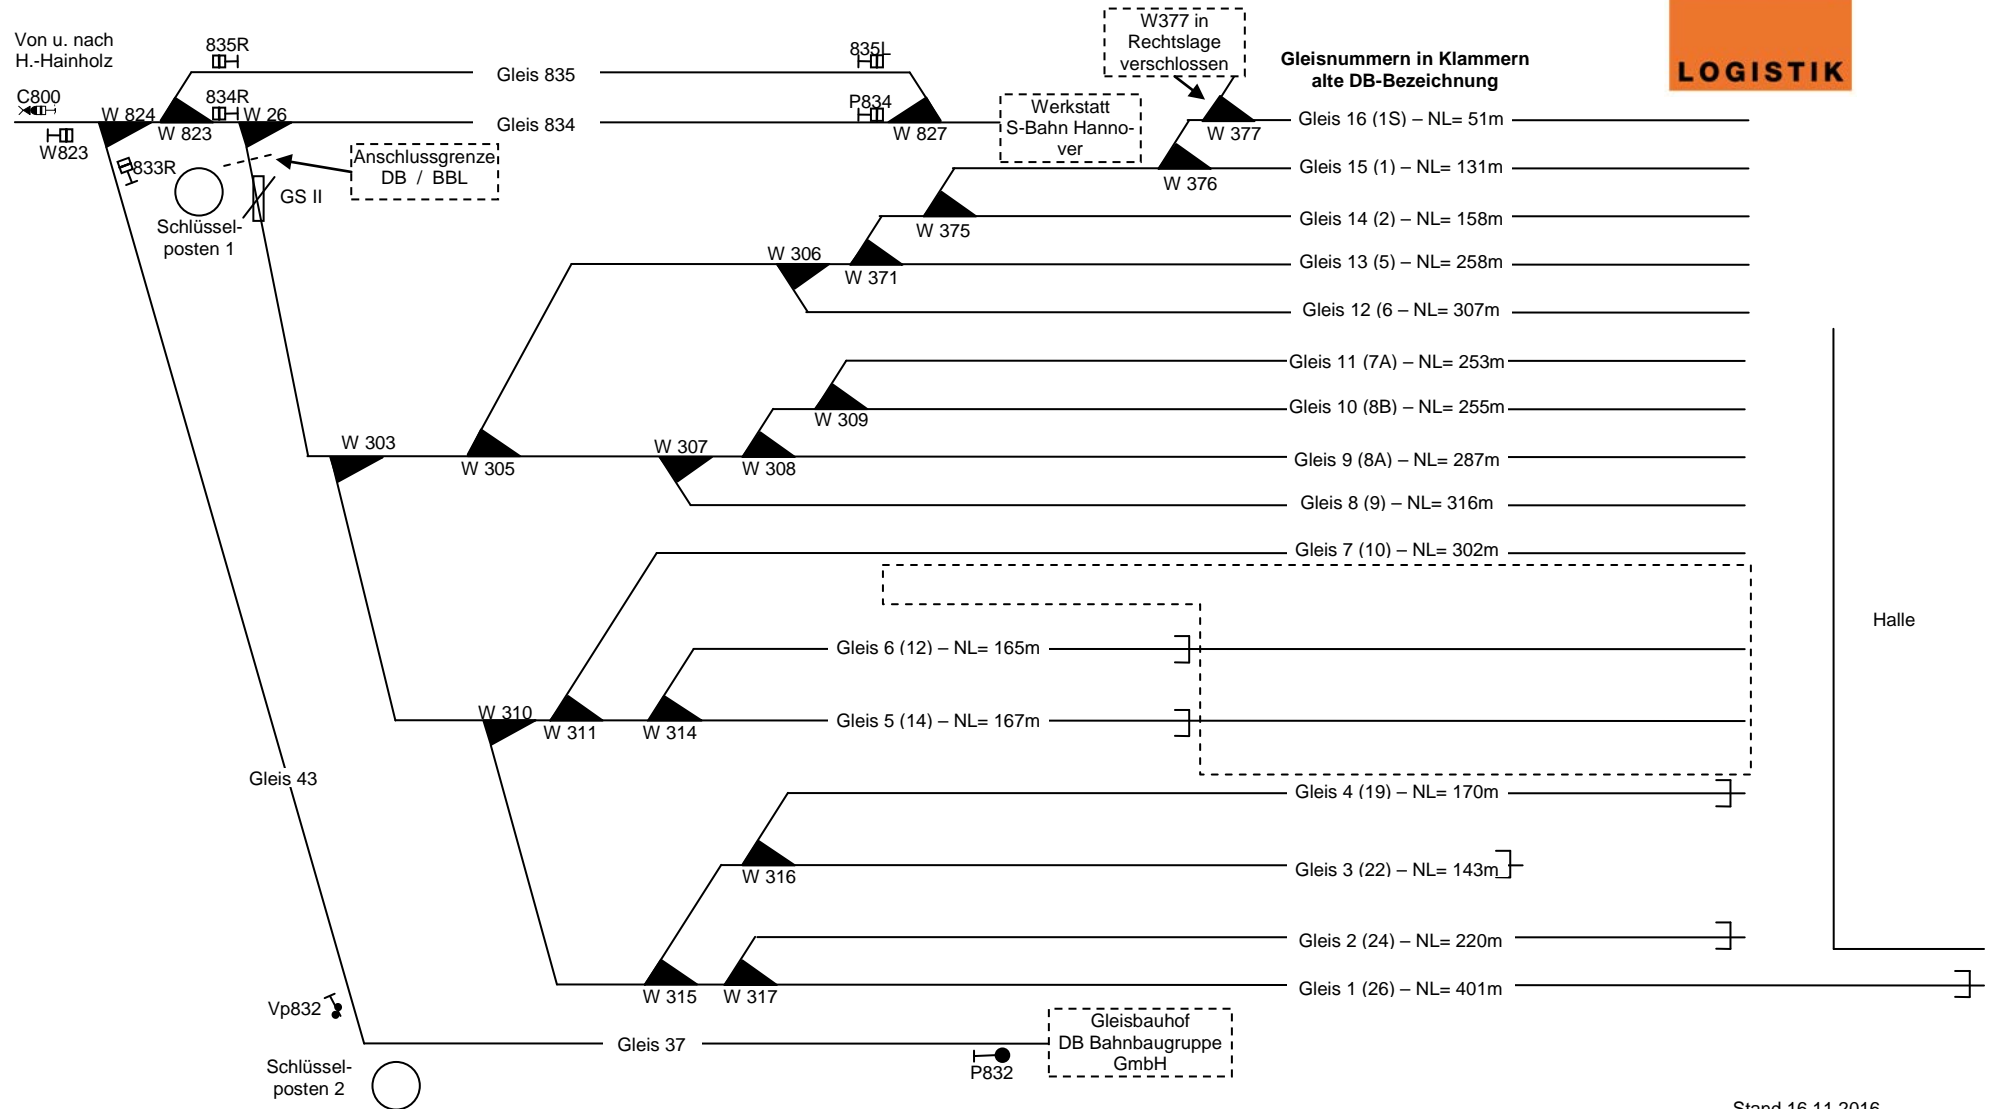 Von u. nach
H.-Hainholz
C800
W823
W 824
835R
834R
W 823
W 26
833R
Schlüssel-
posten 1
GS II
Anschlussgrenze
DB / BBL
Gleis 835
Gleis 834
835L
P834
W 827
Werkstatt
S-Bahn Hanno-
ver
W377 in
Rechtslage
verschlossen
Gleisnummern in Klammern
alte DB-Bezeichnung
LOGISTIK
W 377
Gleis 16 (1S) – NL= 51m
W 376
Gleis 15 (1) – NL= 131m
W 375
Gleis 14 (2) – NL= 158m
W 306
W 371
Gleis 13 (5) – NL= 258m
Gleis 12 (6 – NL= 307m
Gleis 11 (7A) – NL= 253m
W 309
Gleis 10 (8B) – NL= 255m
W 303
W 305
W 307
W 308
Gleis 9 (8A) – NL= 287m
Gleis 8 (9) – NL= 316m
Gleis 7 (10) – NL= 302m
Halle
Gleis 6 (12) – NL= 165m
W 310
W 311
W 314
Gleis 5 (14) – NL= 167m
Gleis 43
Gleis 4 (19) – NL= 170m
W 316
Gleis 3 (22) – NL= 143m
Gleis 2 (24) – NL= 220m
W 315
W 317
Gleis 1 (26) – NL= 401m
Vp832
Gleis 37
P832
Gleisbauhof
DB Bahnbaugruppe
GmbH
Schlüssel-
posten 2
Stand 16.11.2016